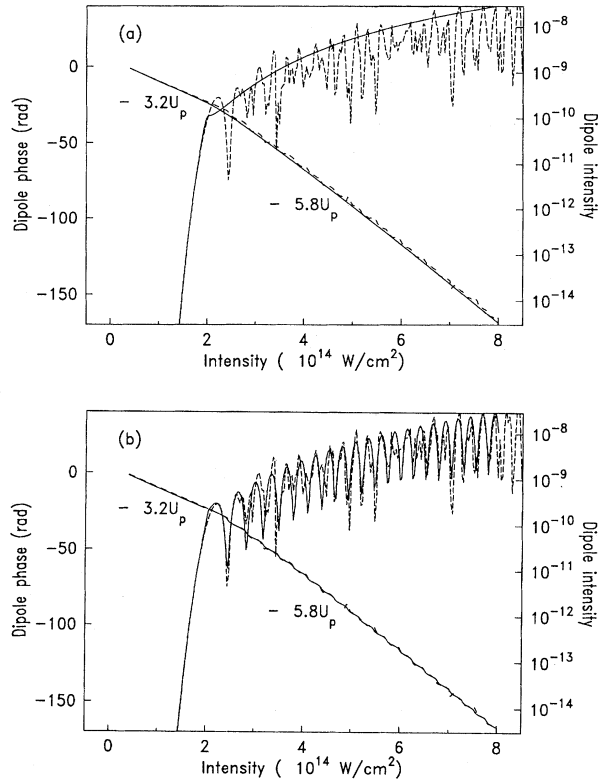 (a)
Dipole phase (rad)
0
−50
−100
−150
− 3.2U_p
− 5.8U_p
10^-8
10^-9
10^-10
10^-11
10^-12
10^-13
10^-14
Dipole intensity
0 2 4 6 8
Intensity ( 10^14 W/cm^2)
(b)
Dipole phase (rad)
0
−50
−100
−150
− 3.2U_p
− 5.8U_p
10^-8
10^-9
10^-10
10^-11
10^-12
10^-13
10^-14
Dipole intensity
0 2 4 6 8
Intensity ( 10^14 W/cm^2)